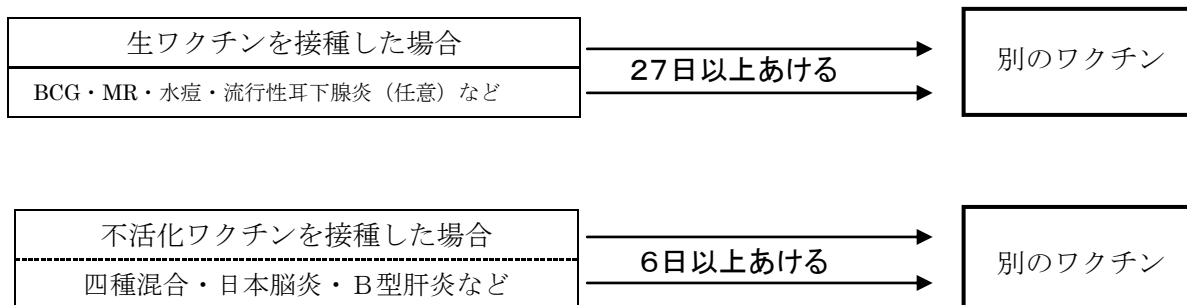 生ワクチンを接種した場合
BCG・MR・水痘・流行性耳下腺炎（任意）など
27日以上あける
別のワクチン
不活化ワクチンを接種した場合
四種混合・日本脳炎・B型肝炎など
6日以上あける
別のワクチン